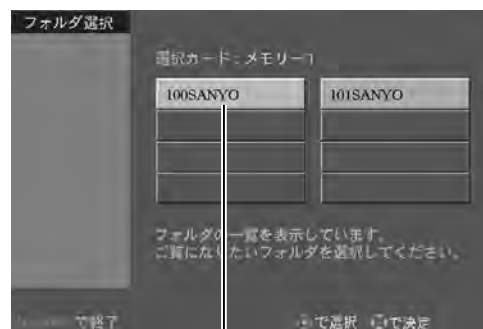 フォルダ選択
選択カード：メモリー1
100SANYO
101SANYO
フォルダの一覧を表示しています。
ご覧になりたいフォルダを選択してください。
で終了
で選択 で決定